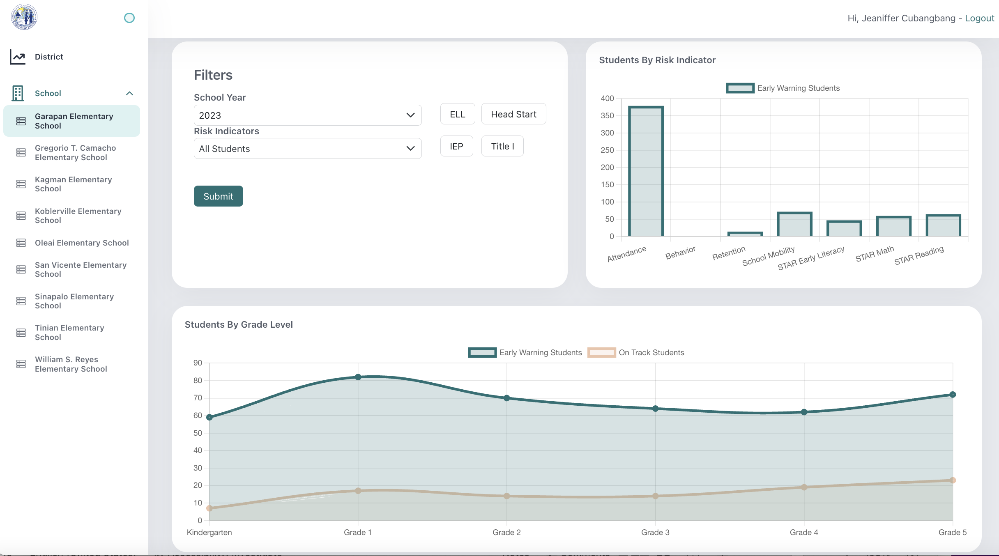 Hi, Jeaniffer Cubangbang - Logout
District
School
Garapan Elementary
School
Gregorio T. Camacho
Elementary School
Kagman Elementary
School
Koblerville Elementary
School
Oleai Elementary School
San Vicente Elementary
School
Sinapalo Elementary
School
Tinian Elementary
School
William S. Reyes
Elementary School
Filters
School Year
2023
ELL
Head Start
Risk Indicators
All Students
IEP
Title I
Submit
Students By Risk Indicator
Early Warning Students
400
350
300
250
200
150
100
50
0
Attendance
Behavior
Retention
School Mobility
STAR Early Literacy
STAR Math
STAR Reading
Students By Grade Level
Early Warning Students
On Track Students
90
80
70
60
50
40
30
20
10
0
Kindergarten
Grade 1
Grade 2
Grade 3
Grade 4
Grade 5